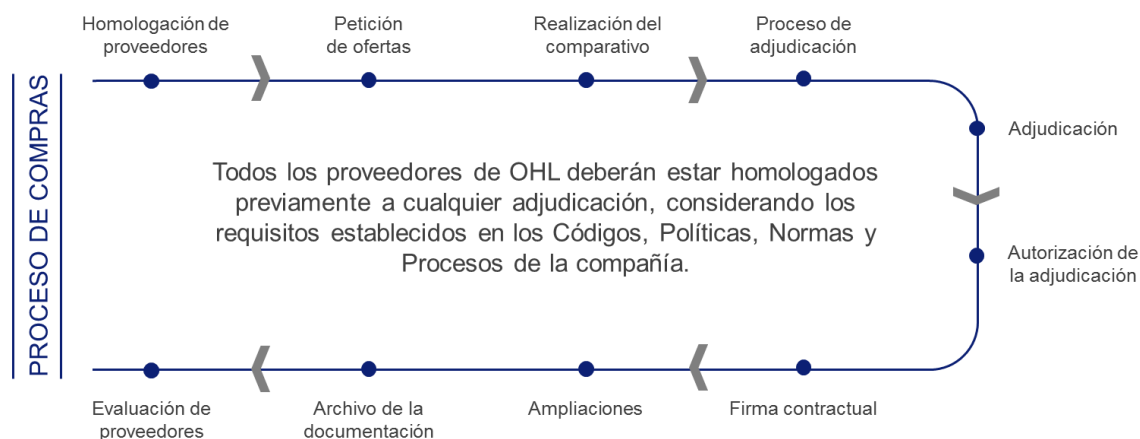 PROCESO DE COMPRAS
Homologación de
proveedores
Petición
de ofertas
Realización del
comparativo
Proceso de
adjudicación
Adjudicación
Autorización de
la adjudicación
Todos los proveedores de OHL deberán estar homologados
previamente a cualquier adjudicación, considerando los
requisitos establecidos en los Códigos, Políticas, Normas y
Procesos de la compañía.
Firma contractual
Ampliaciones
Archivo de la
documentación
Evaluación de
proveedores